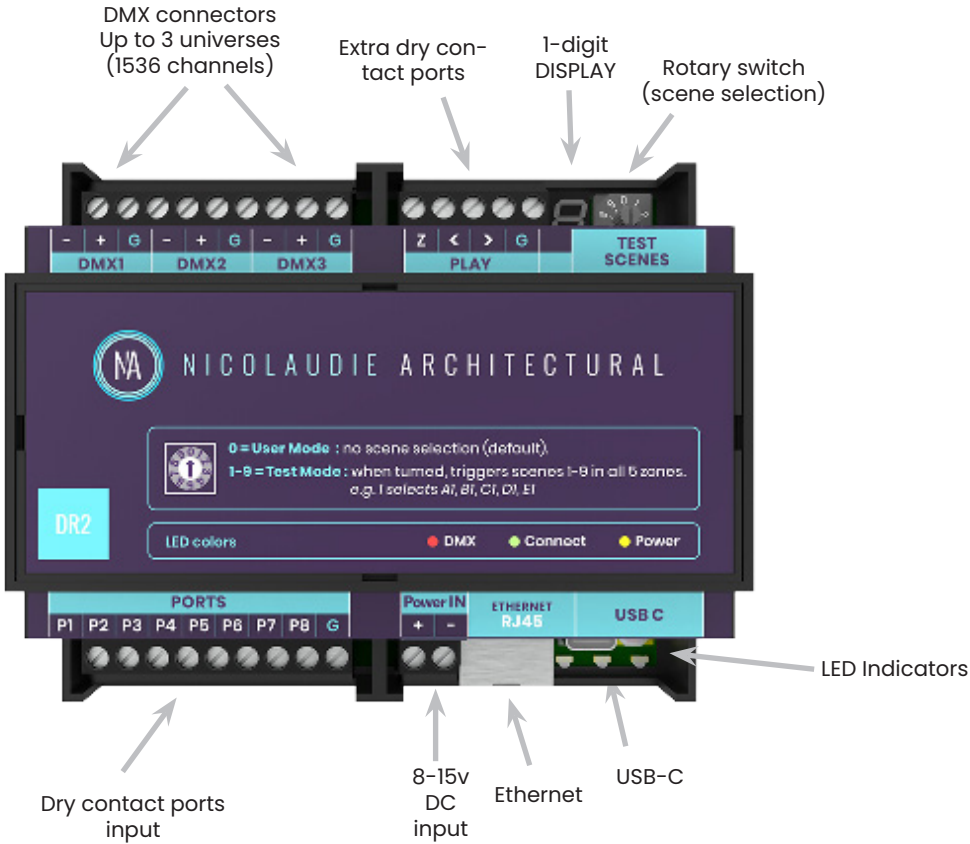 DMX connectors
Up to 3 universes
(1536 channels)
Extra dry con-
tact ports
1-digit
DISPLAY
Rotary switch
(scene selection)
- + G - + G - + G
DMX1 DMX2 DMX3
Z < > G
PLAY
TEST
SCENES
NA NICOLAUDIE ARCHITECTURAL
0 = User Mode : no scene selection (default).
1-9 = Test Mode : when turned, triggers scenes 1-9 in all 5 zones.
e.g. 1 selects A1, B1, C1, D1, E1
DR2
LED colors DMX Connect Power
PORTS
P1 P2 P3 P4 P5 P6 P7 P8 G
Power IN
+ -
ETHERNET
RJ45
USB C
LED Indicators
Dry contact ports
input
8-15v
DC
input
Ethernet
USB-C